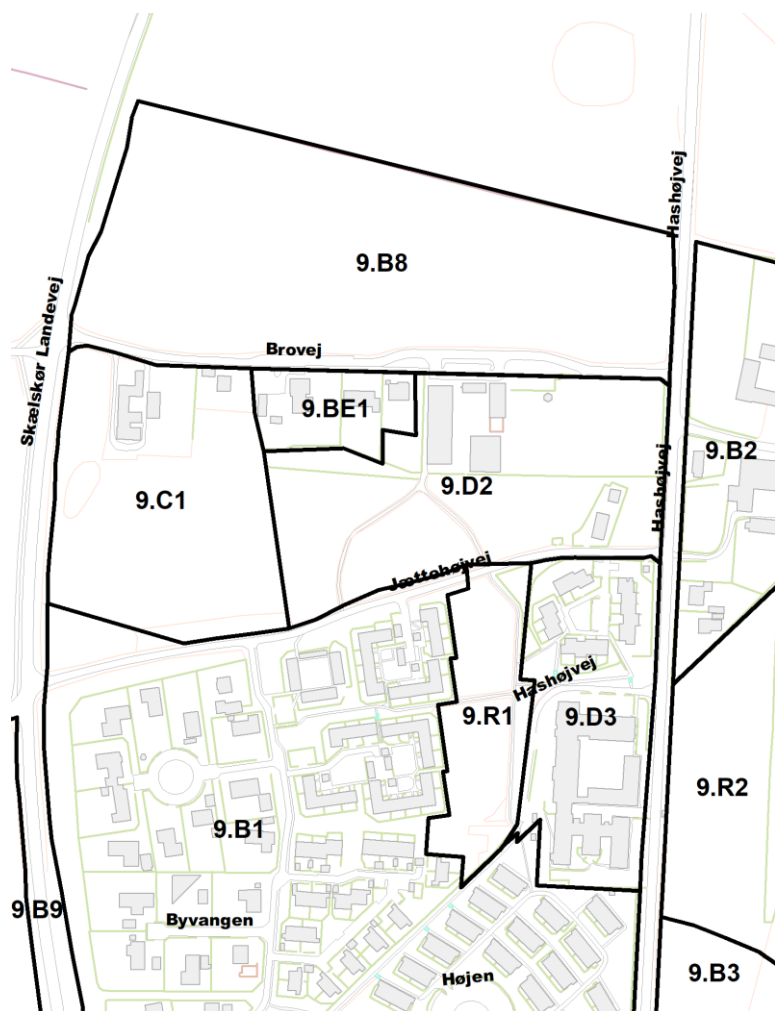 Hashøjvej
9.B8
Skælskør Landevej
Brovej
9.BE1
9.B2
9.C1
9.D2
Hashøjvej
Jættehøjvej
Hashøjvej
9.R1
9.D3
9.R2
9.B1
9.B9
Byvangen
Højen
9.B3